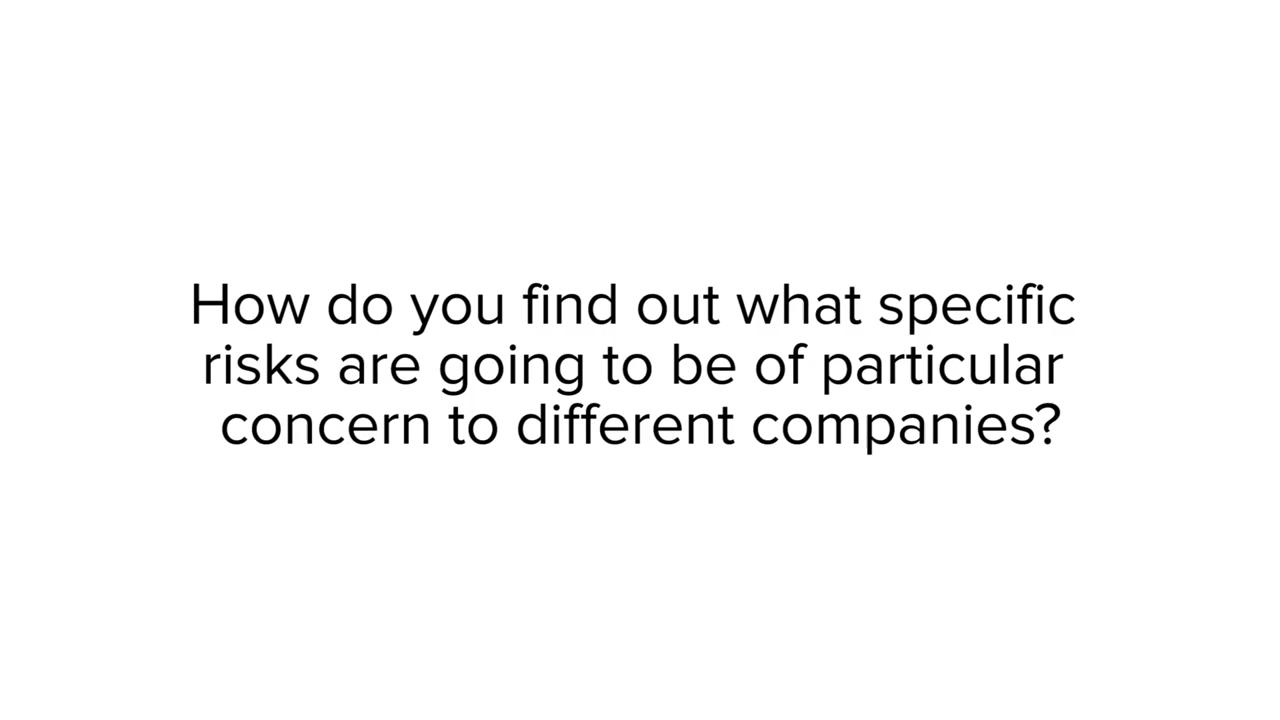 How do you find out what specific
risks are going to be of particular
concern to different companies?